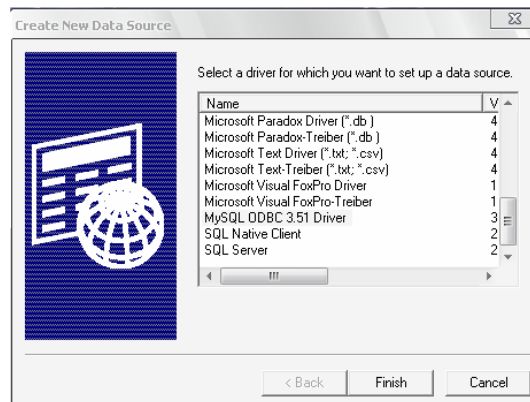 Create New Data Source
Select a driver for which you want to set up a data source.
Name V
Microsoft Paradox Driver (*.db ) 4
Microsoft Paradox-Treiber (*.db ) 4
Microsoft Text Driver (*.txt; *.csv) 4
Microsoft Text-Treiber (*.txt; *.csv) 4
Microsoft Visual FoxPro Driver 1
Microsoft Visual FoxPro-Treiber 1
MySQL ODBC 3.51 Driver 3
SQL Native Client 2
SQL Server 2
< Back Finish Cancel